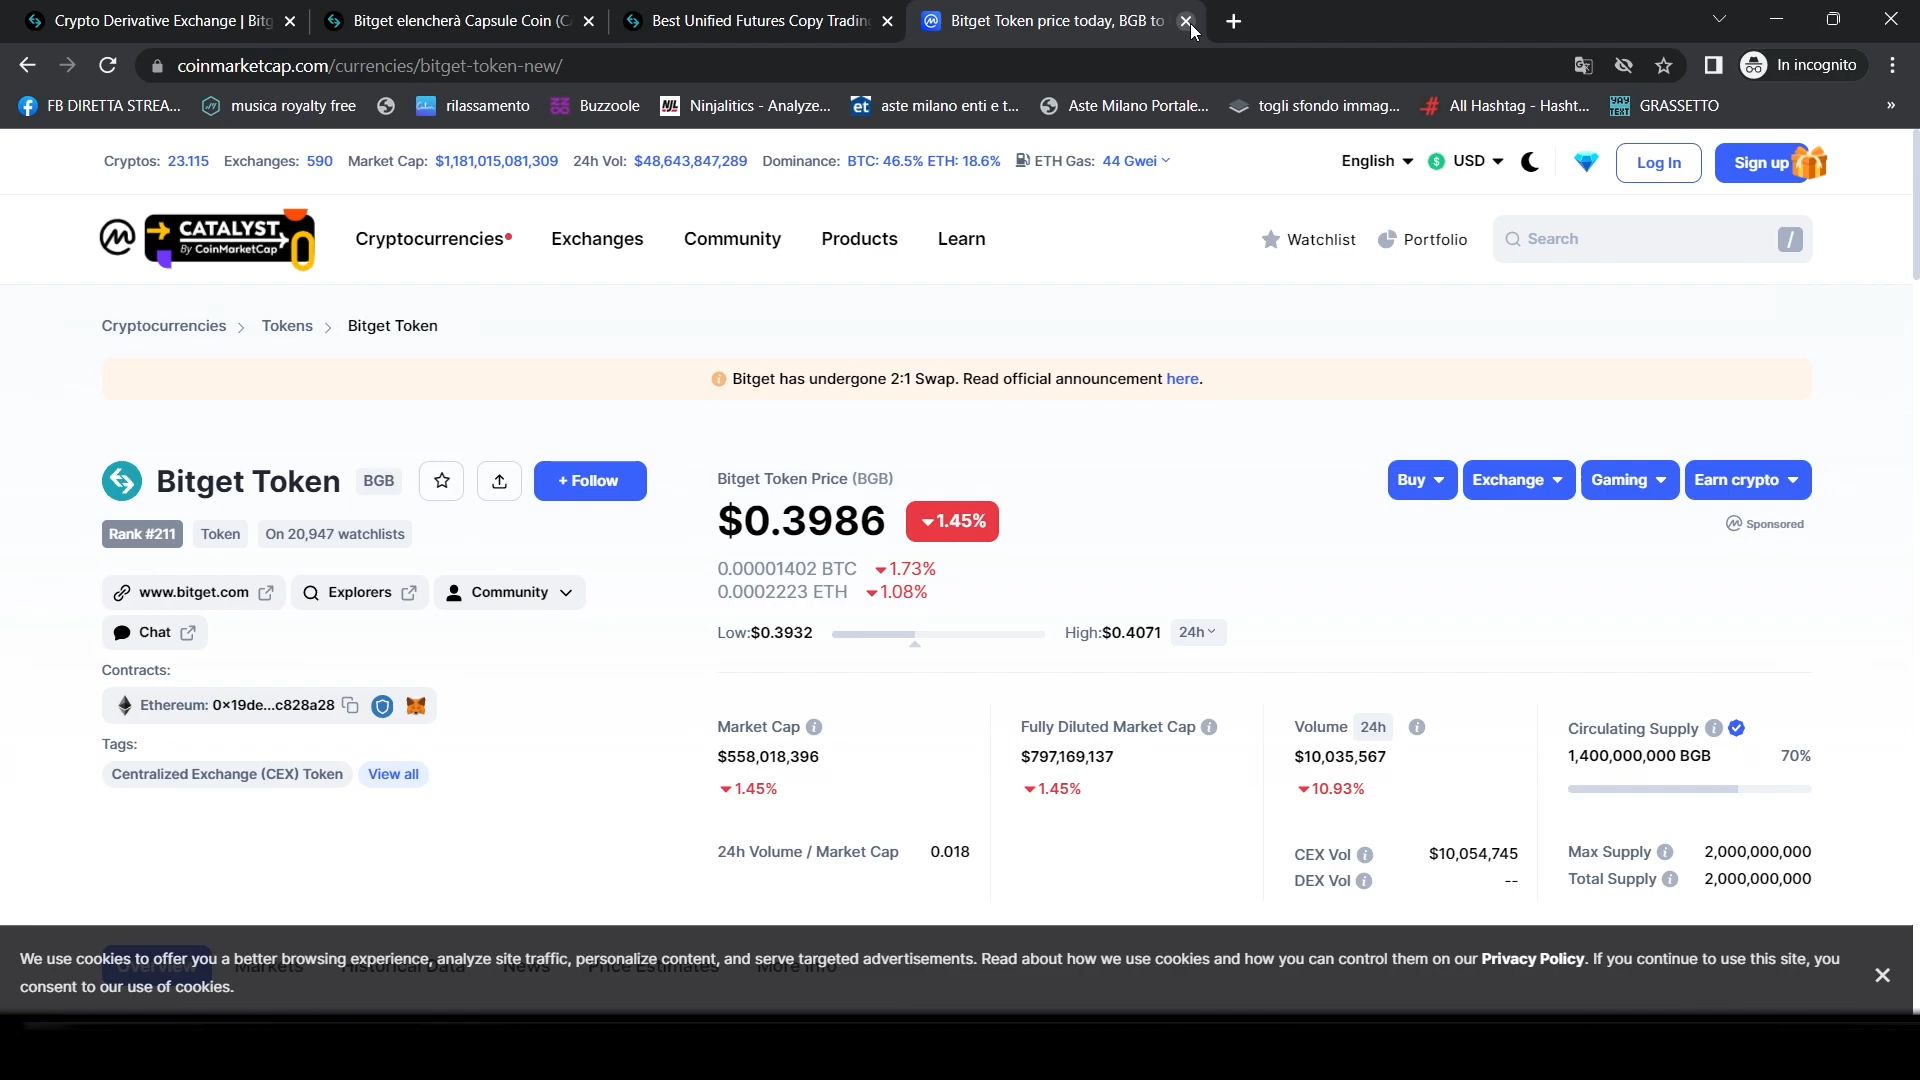 Crypto Derivative Exchange | Bitg
Bitget elencherà Capsule Coin (C
Best Unified Futures Copy Trading
Bitget Token price today, BGB to
coinmarketcap.com/currencies/bitget-token-new/
In incognito
FB DIRETTA STREA...
musica royalty free
rilassamento
Buzzoole
NJL
Ninjalitics - Analyze...
et
aste milano enti e t...
Aste Milano Portale...
togli sfondo immag...
All Hashtag - Hasht...
YAY TEXT
GRASSETTO
»
Cryptos: 23.115 Exchanges: 590 Market Cap: $1,181,015,081,309 24h Vol: $48,643,847,289 Dominance: BTC: 46.5% ETH: 18.6% ETH Gas: 44 Gwei
English USD Log In Sign up
CATALYST
By CoinMarketCap
Cryptocurrencies Exchanges Community Products Learn
Watchlist Portfolio Search /
Cryptocurrencies > Tokens > Bitget Token
Bitget has undergone 2:1 Swap. Read official announcement here.
Bitget Token BGB + Follow
Rank #211 Token On 20,947 watchlists
www.bitget.com Explorers Community
Chat
Contracts:
Ethereum: 0x19de...c828a28
Tags:
Centralized Exchange (CEX) Token View all
Bitget Token Price (BGB)
$0.3986 1.45%
0.00001402 BTC 1.73%
0.0002223 ETH 1.08%
Low:$0.3932 High:$0.4071 24h
Buy Exchange Gaming Earn crypto
Sponsored
Market Cap
$558,018,396
1.45%
24h Volume / Market Cap 0.018
Fully Diluted Market Cap
$797,169,137
1.45%
Volume 24h
$10,035,567
10.93%
CEX Vol $10,054,745
DEX Vol --
Circulating Supply
1,400,000,000 BGB 70%
Max Supply 2,000,000,000
Total Supply 2,000,000,000
Overview Markets Historical Data News Price Estimates More Info
We use cookies to offer you a better browsing experience, analyze site traffic, personalize content, and serve targeted advertisements. Read about how we use cookies and how you can control them on our Privacy Policy. If you continue to use this site, you
consent to our use of cookies.